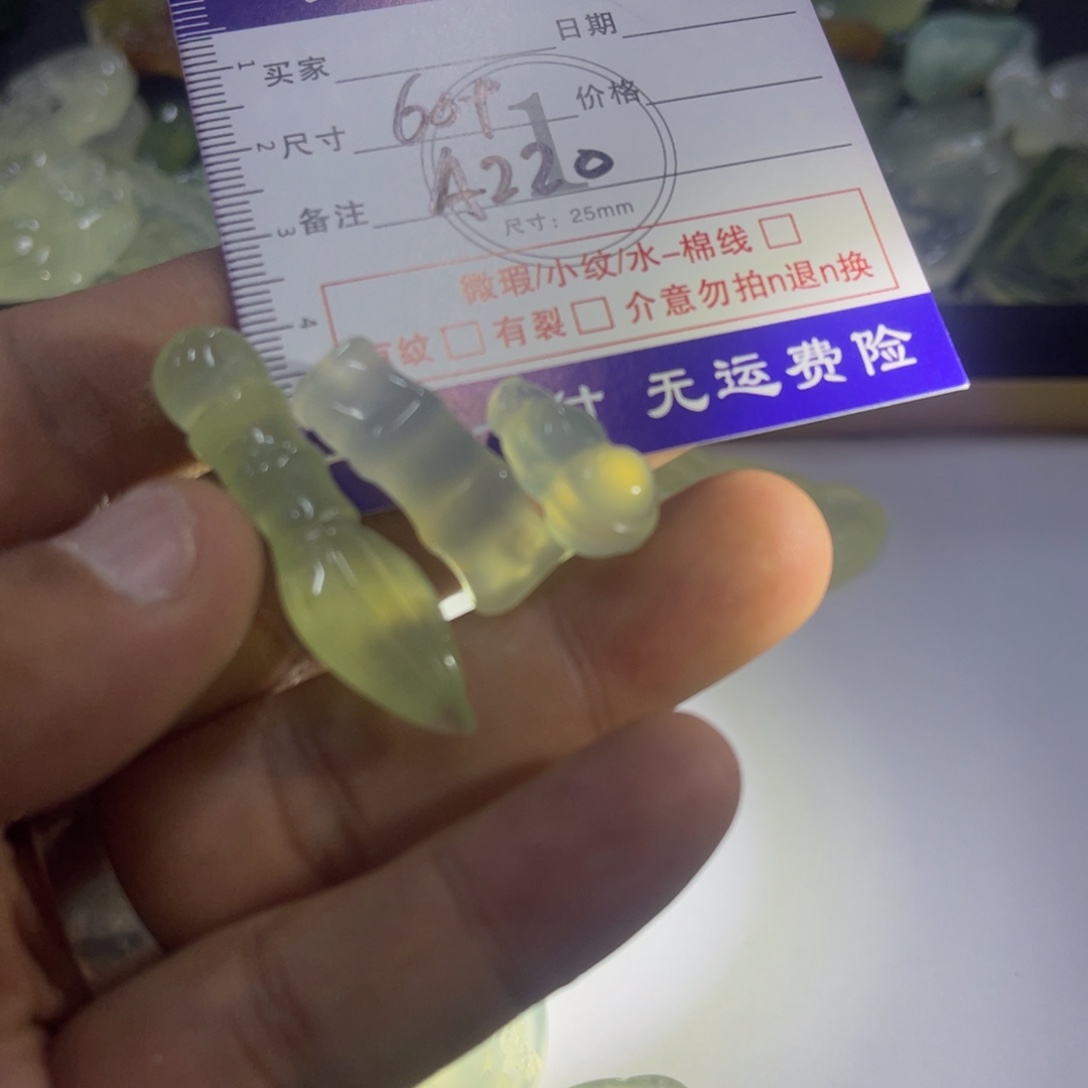 日期
1 买家
价格
2 尺寸
1
A220
3 备注
尺寸：25mm
微瑕/小纹/水-棉线 □
4
纹 □ 有裂 □ 介意勿拍n退n换
无运费险